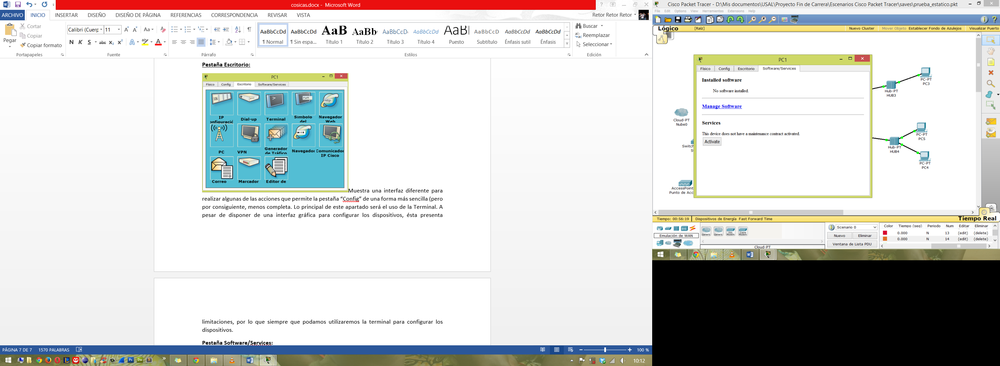 cosicas.docx - Microsoft Word
ARCHIVO INICIO INSERTAR DISEÑO DISEÑO DE PÁGINA REFERENCIAS CORRESPONDENCIA REVISAR VISTA
Retor Retor Retor
Pegar
Cortar
Copiar
Copiar formato
Portapapeles
Calibri (Cuerp 11
Aa
N K S abc X₂ X²
Fuente
Párrafo
AaBbCcDd AaBbCcDd AaB AaBb AaBbCcD AaBbCcDd AaBl AaBbCcD AaBbCcDd AaBbCcDd
¶ Normal ¶ Sin espa... Título 1 Título 2 Título 3 Título 4 Puesto Subtítulo Énfasis sutil Énfasis
Estilos
Buscar
Reemplazar
Seleccionar
Edición
Pestaña Escritorio:
PC1
Físico Config Escritorio Software/Services
106
run
http:
IP
onfiguració
Dial-up
Terminal
Símbolo
del
Navegador
Web
MIB
PC
VPN
Generador
de Tráfico
Navegador
Comunicador
IP Cisco
Correo
Marcador
Editor de
Muestra una interfaz diferente para
realizar algunas de las acciones que permite la pestaña “Config” de una forma más sencilla (pero
por consiguiente, menos completa. Lo principal de este apartado será el uso de la Terminal. A
pesar de disponer de una interfaz gráfica para configurar los dispositivos, ésta presenta
limitaciones, por lo que siempre que podamos utilizaremos la terminal para configurar los
dispositivos.
Pestaña Software/Services:
PÁGINA 7 DE 7 1570 PALABRAS
100 %
10:12
Cisco Packet Tracer - D:\Mis documentos\USAL\Proyecto Fin de Carrera\Escenarios Cisco Packet Tracer\saves\prueba_estatico.pkt
File Edit Options View Herramientas Extensions Help
Lógico [Raíz] Nuevo Cluster Mover Objeto Establecer Fondo de Azulejos Visualizar Puerto
PC1
Físico Config Escritorio Software/Services
Installed software
No software installed.
Manage Software
Services
This device does not have a maintenance contract activated.
Activate
Cloud-PT
Nube0
Switch
S
AccessPoint
Punto de Acc
Hub-PT
HUB3
PC-PT
PC3
Hub-PT
HUB4
PC-PT
PC5
PC-PT
PC4
Tiempo: 00:56:19 Dispositivos de Energía Fast Forward Time
Tiempo Real
Emulación de WAN
Generic Generic DSL Modem Cable Modem
Cloud-PT
Scenario 0
Nuevo Eliminar
Ventana de Lista PDU
Color Tiempo (seg) Periodo Num Editar Eliminar
0.000 N 13 (edit) (delete)
0.000 N 14 (edit) (delete)